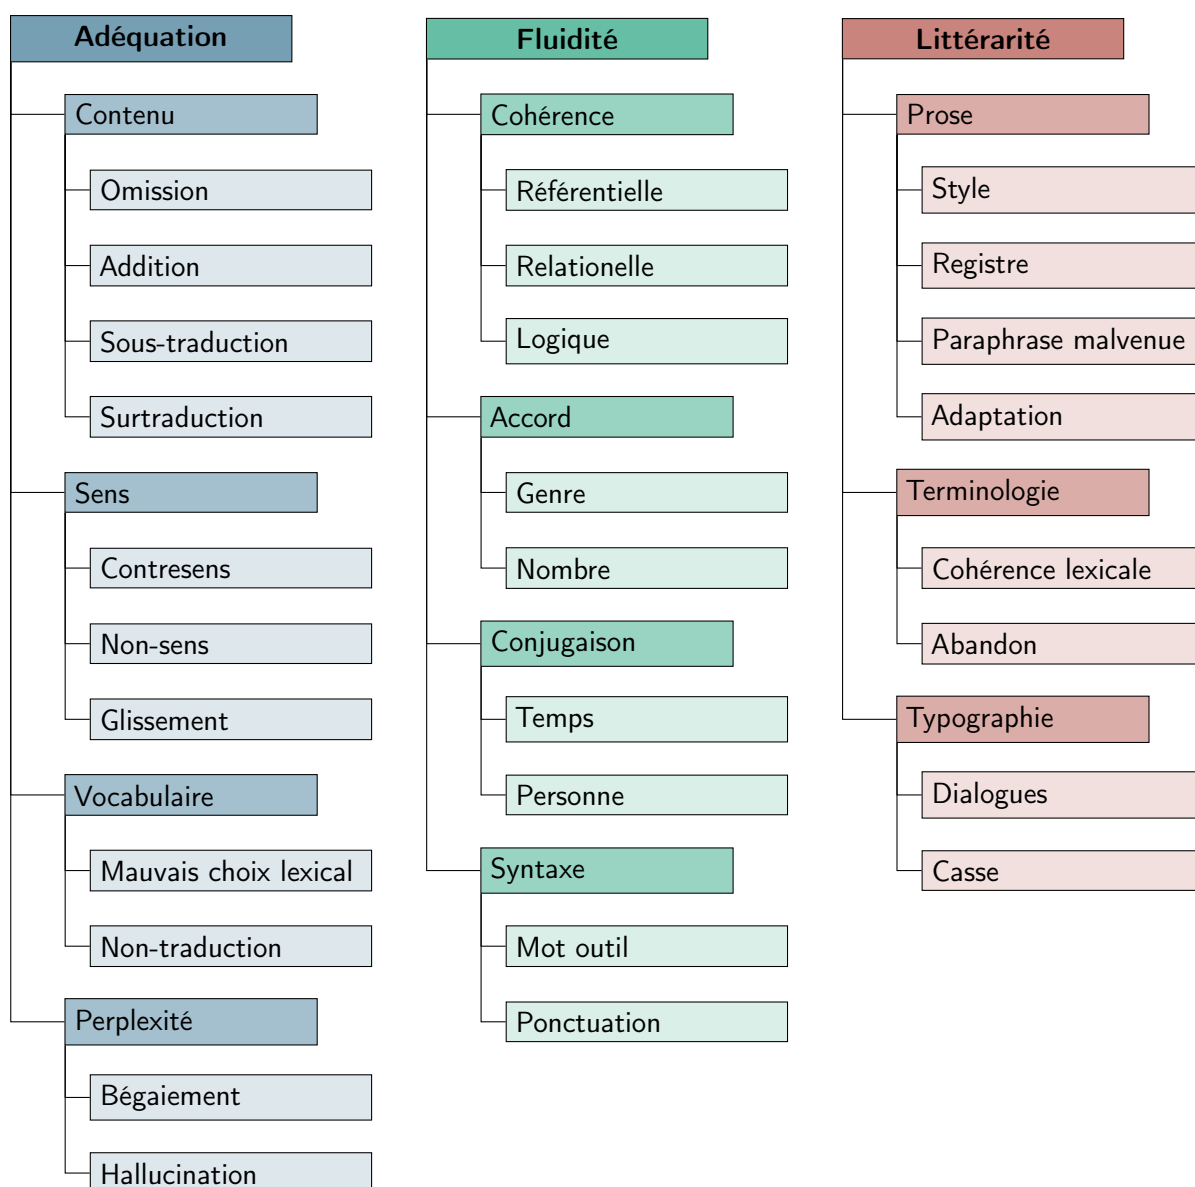 Adéquation
Contenu
Omission
Addition
Sous-traduction
Surtraduction
Sens
Contresens
Non-sens
Glissement
Vocabulaire
Mauvais choix lexical
Non-traduction
Perplexité
Bégaiement
Hallucination
Fluidité
Cohérence
Référentielle
Relationelle
Logique
Accord
Genre
Nombre
Conjugaison
Temps
Personne
Syntaxe
Mot outil
Ponctuation
Littérarité
Prose
Style
Registre
Paraphrase malvenue
Adaptation
Terminologie
Cohérence lexicale
Abandon
Typographie
Dialogues
Casse